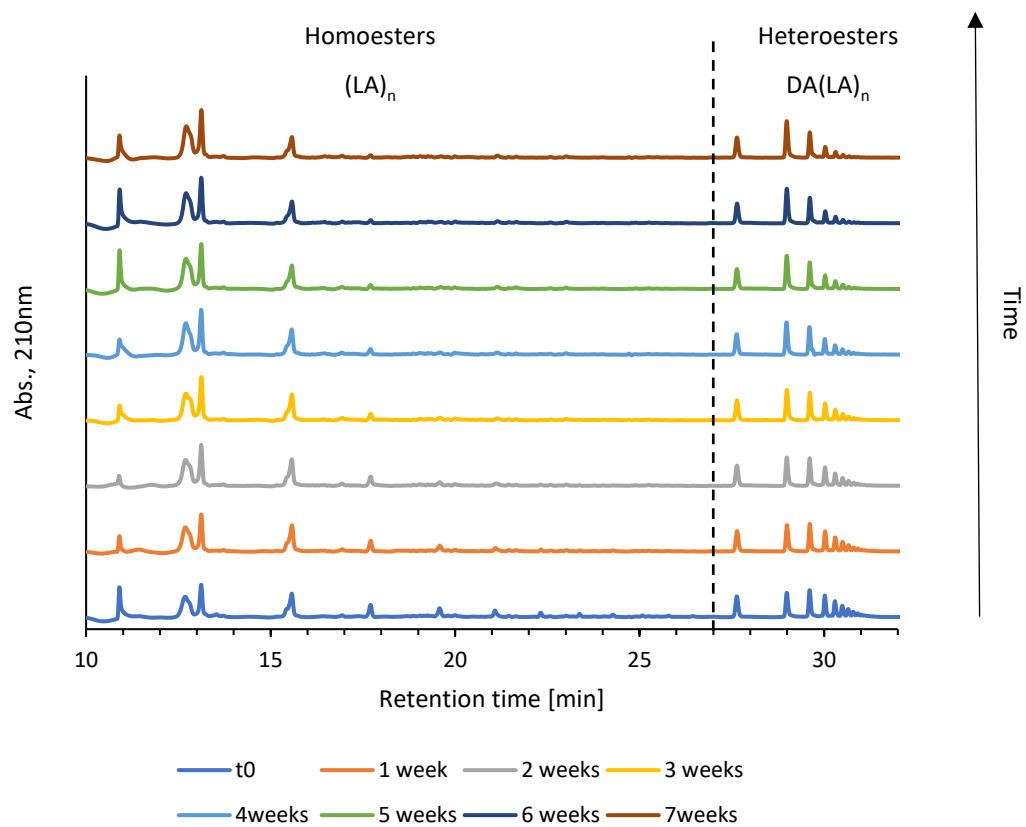 Homoesters Heteroesters
(LA)n DA(LA)n
Abs., 210nm
Time
10 15 20 25 30
Retention time [min]
t0 1 week 2 weeks 3 weeks
4weeks 5 weeks 6 weeks 7weeks